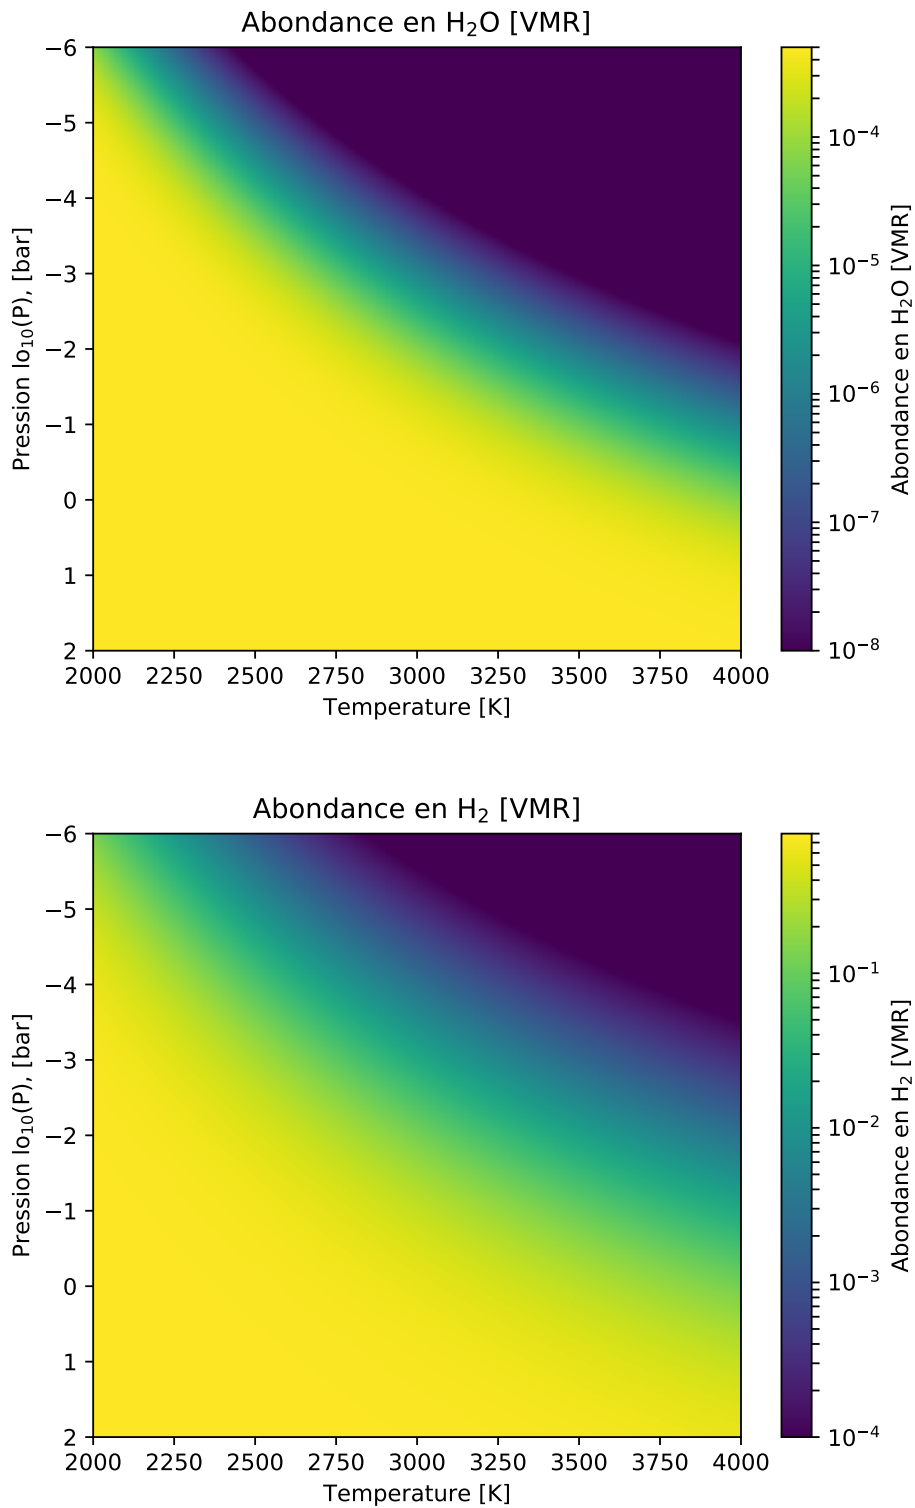 Abondance en H₂O [VMR]
−6
−5
−4
−3
−2
−1
0
1
2
Pression lo₁₀(P), [bar]
2000 2250 2500 2750 3000 3250 3500 3750 4000
Temperature [K]
10⁻⁴
10⁻⁵
10⁻⁶
10⁻⁷
10⁻⁸
Abondance en H₂O [VMR]
Abondance en H₂ [VMR]
−6
−5
−4
−3
−2
−1
0
1
2
Pression lo₁₀(P), [bar]
2000 2250 2500 2750 3000 3250 3500 3750 4000
Temperature [K]
10⁻¹
10⁻²
10⁻³
10⁻⁴
Abondance en H₂ [VMR]